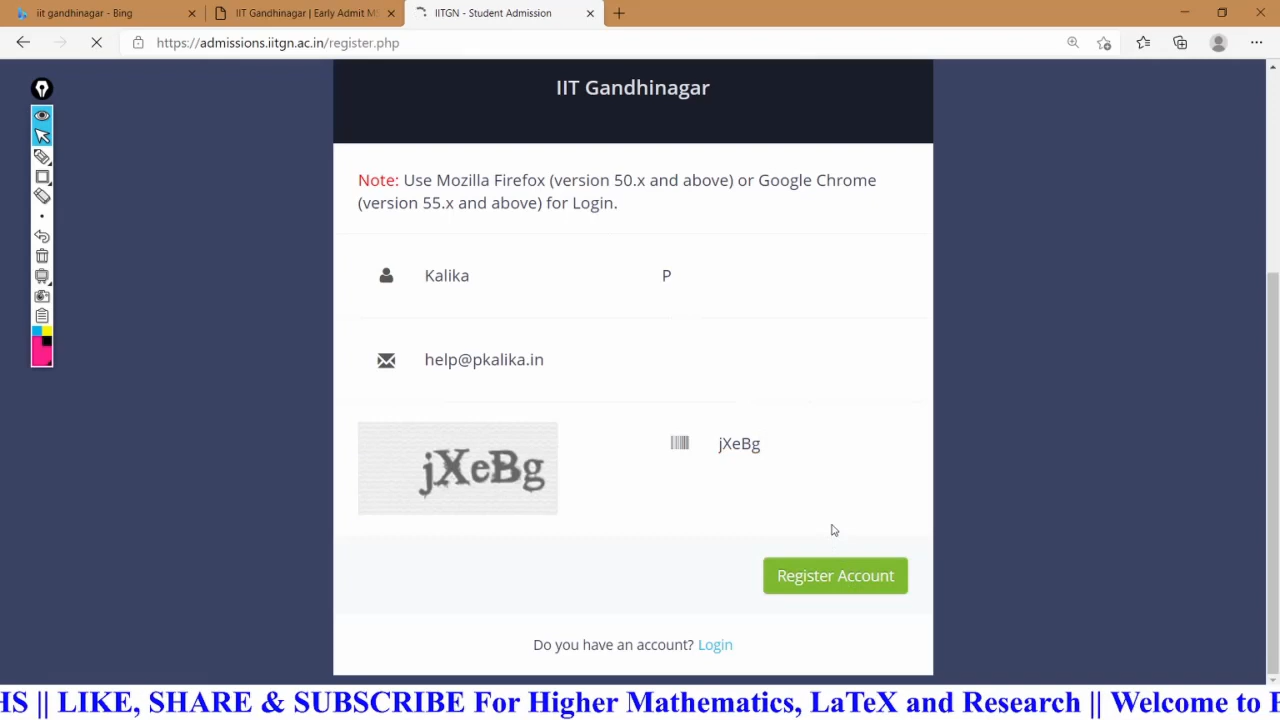 iit gandhinagar - Bing
IIT Gandhinagar | Early Admit M
IITGN - Student Admission
https://admissions.iitgn.ac.in/register.php
IIT Gandhinagar
Note: Use Mozilla Firefox (version 50.x and above) or Google Chrome
(version 55.x and above) for Login.
Kalika P
help@pkalika.in
jXeBg jXeBg
Register Account
Do you have an account? Login
HS || LIKE, SHARE & SUBSCRIBE For Higher Mathematics, LaTeX and Research || Welcome to